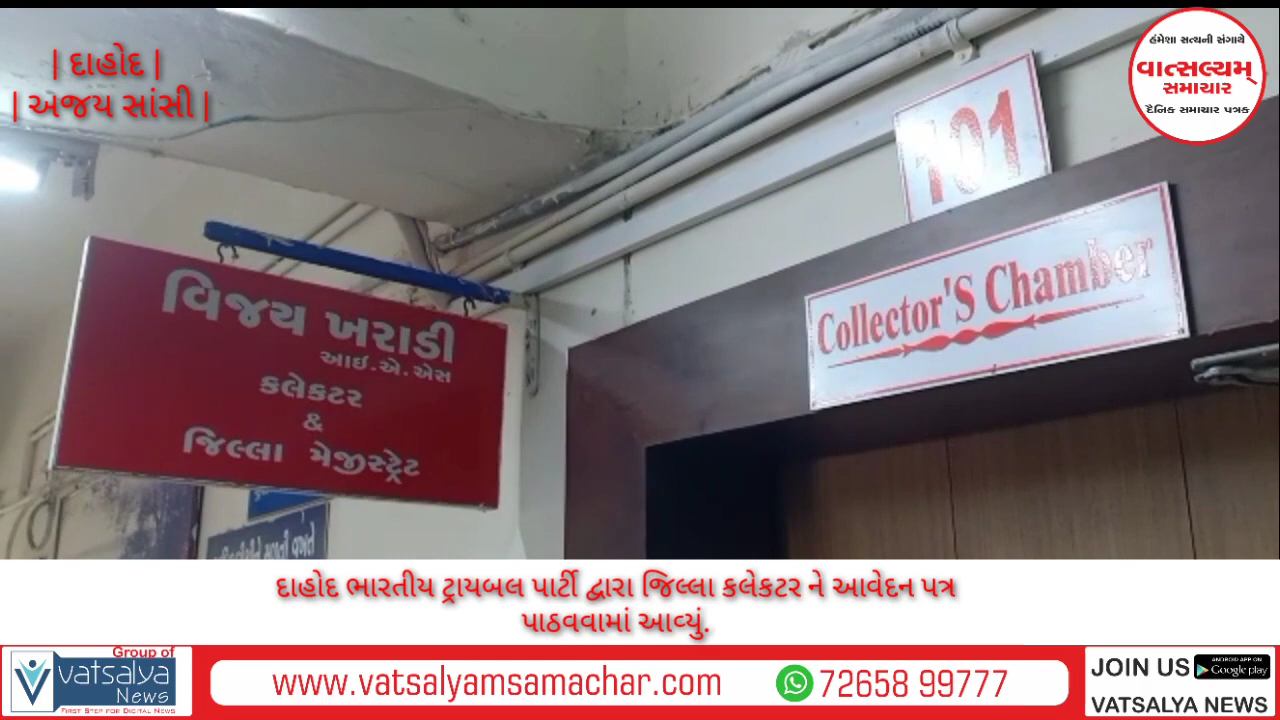 | દાહોદ |
| અજય સાંસી |
હંમેશા સત્યની સંગાથે
વાત્સલ્યમ્
સમાચાર
દૈનિક સમાચાર પત્રક
101
Collector'S Chamber
વિજય ખરાડી
આઈ.એ.એસ
કલેકટર
&
જિલ્લા મેજીસ્ટ્રેટ
દાહોદ ભારતીય ટ્રાયબલ પાર્ટી દ્વારા જિલ્લા કલેકટર ને આવેદન પત્ર
પાઠવવામાં આવ્યું.
Group of
vatsalya
News
FIRST STEP FOR DIGITAL NEWS
www.vatsalyamsamachar.com
72658 99777
JOIN US
ANDROID APP ON
Google play
VATSALYA NEWS